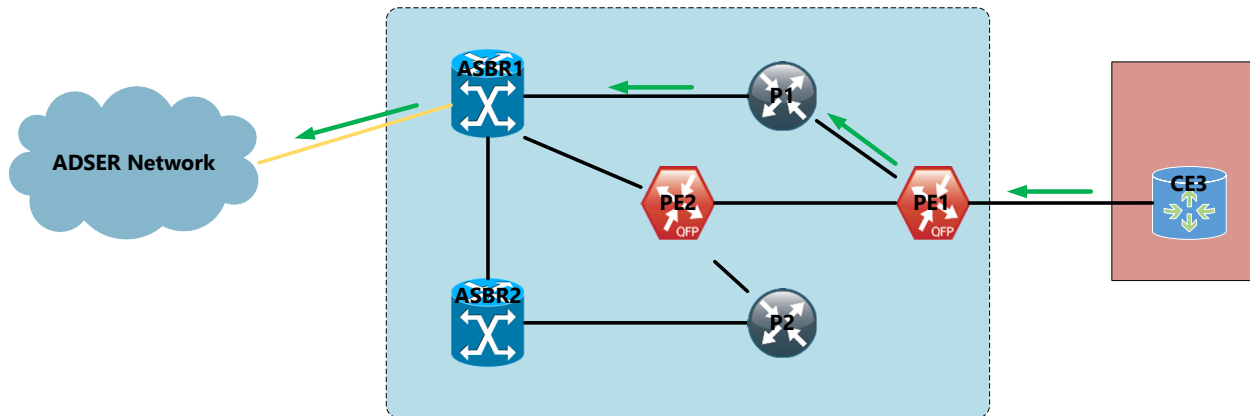 ASBR1
P1
ADSER Network
CE3
PE2
PE1
QFP
QFP
ASBR2
P2